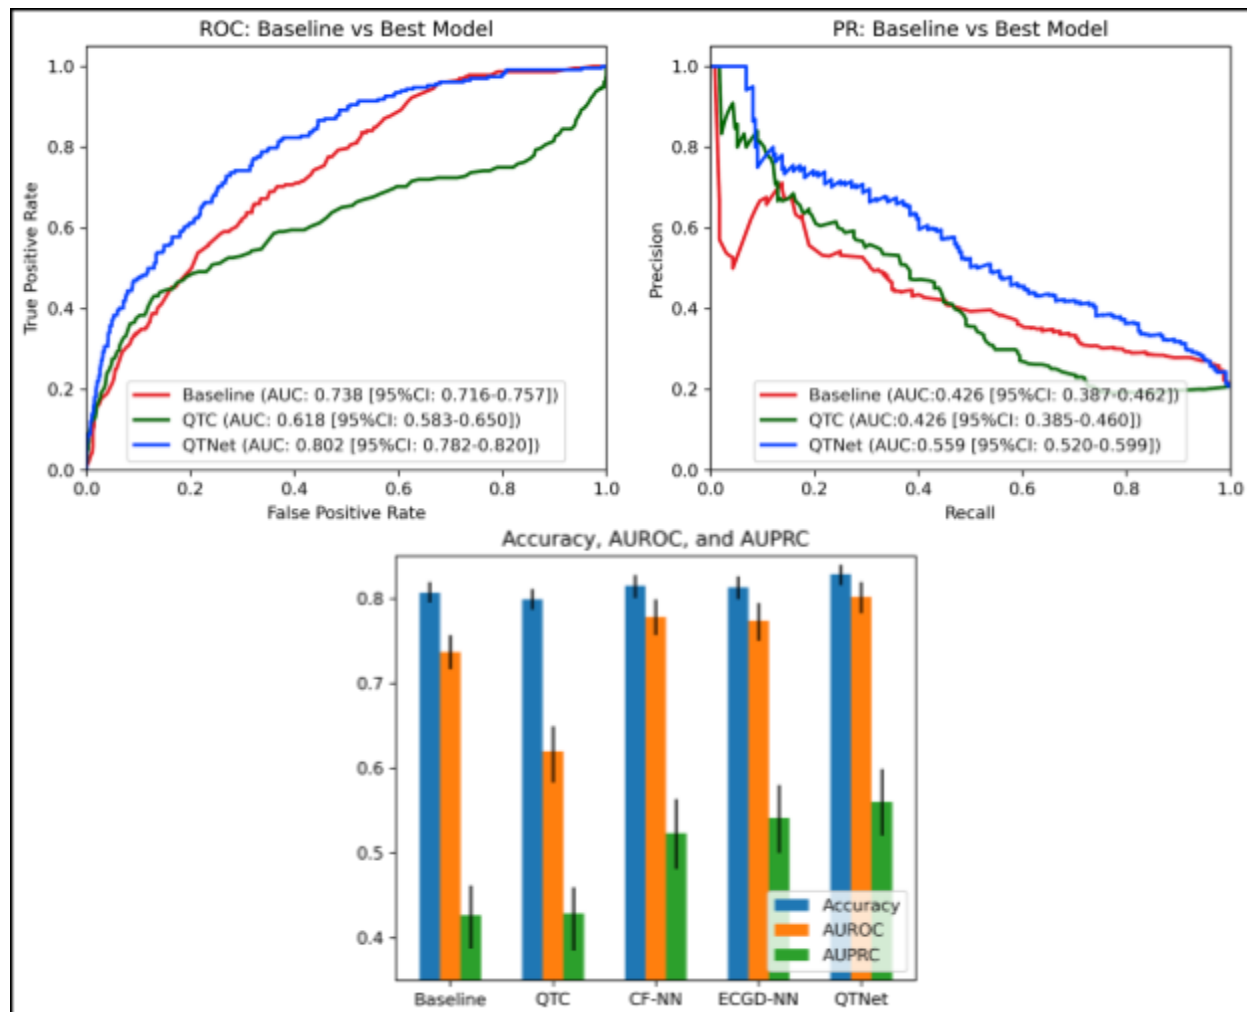 ROC: Baseline vs Best Model
True Positive Rate
1.0
0.8
0.6
0.4
0.2
0.0
Baseline (AUC: 0.738 [95%CI: 0.716-0.757])
QTC (AUC: 0.618 [95%CI: 0.583-0.650])
QTNet (AUC: 0.802 [95%CI: 0.782-0.820])
0.0 0.2 0.4 0.6 0.8 1.0
False Positive Rate
PR: Baseline vs Best Model
Precision
1.0
0.8
0.6
0.4
0.2
0.0
Baseline (AUC:0.426 [95%CI: 0.387-0.462])
QTC (AUC:0.426 [95%CI: 0.385-0.460])
QTNet (AUC:0.559 [95%CI: 0.520-0.599])
0.0 0.2 0.4 0.6 0.8 1.0
Recall
Accuracy, AUROC, and AUPRC
0.8
0.7
0.6
0.5
0.4
Accuracy
AUROC
AUPRC
Baseline QTC CF-NN ECGD-NN QTNet